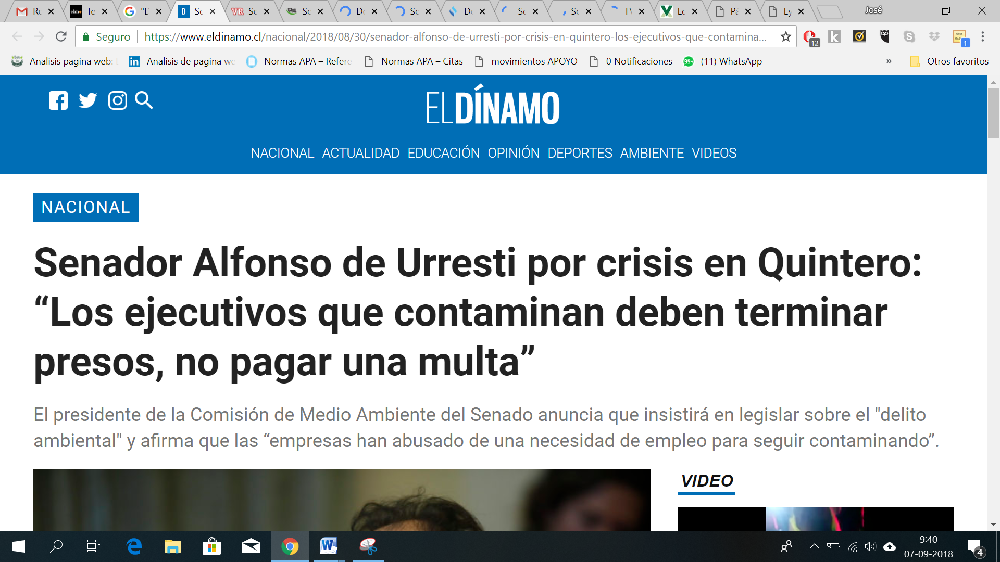 Re
Te
"D
Se
Se
Se
De
Se
De
Se
Se
TV
Lo
Pá
Ey
José
Seguro
https://www.eldinamo.cl/nacional/2018/08/30/senador-alfonso-de-urresti-por-crisis-en-quintero-los-ejecutivos-que-contamina...
12
1
Analisis pagina web:
Analisis de pagina we
Normas APA – Refere
Normas APA – Citas
movimientos APOYO
0 Notificaciones
99+
(11) WhatsApp
»
Otros favoritos
EL DÍNAMO
NACIONAL ACTUALIDAD EDUCACIÓN OPINIÓN DEPORTES AMBIENTE VIDEOS
NACIONAL
Senador Alfonso de Urresti por crisis en Quintero:
“Los ejecutivos que contaminan deben terminar
presos, no pagar una multa”
El presidente de la Comisión de Medio Ambiente del Senado anuncia que insistirá en legislar sobre el "delito
ambiental" y afirma que las “empresas han abusado de una necesidad de empleo para seguir contaminando”.
VIDEO
9:40
07-09-2018
4